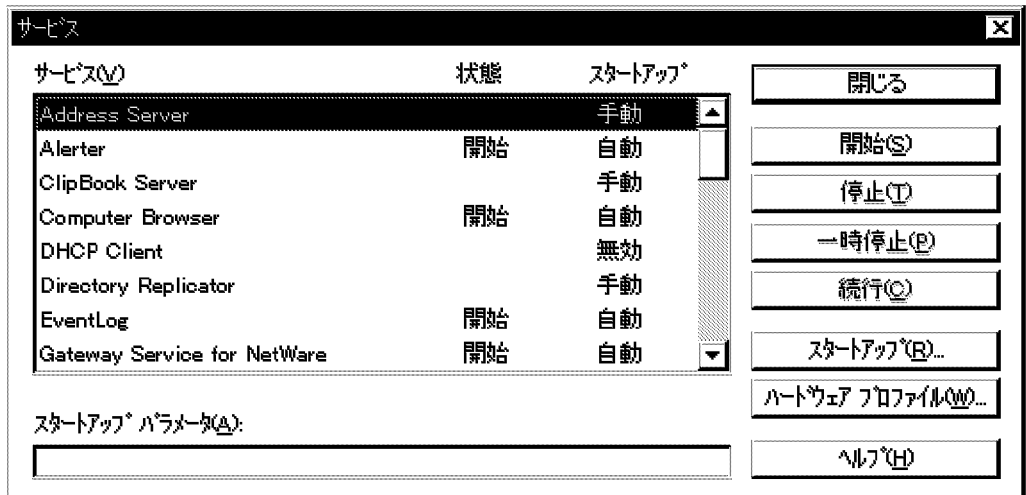 サービス
サービス(V) 状態 スタートアップ
Address Server 手動
Alerter 開始 自動
ClipBook Server 手動
Computer Browser 開始 自動
DHCP Client 無効
Directory Replicator 手動
EventLog 開始 自動
Gateway Service for NetWare 開始 自動
スタートアップ パラメータ(A):
閉じる
開始(S)
停止(T)
一時停止(P)
続行(C)
スタートアップ(R)...
ハードウェア プロファイル(W)...
ヘルプ(H)